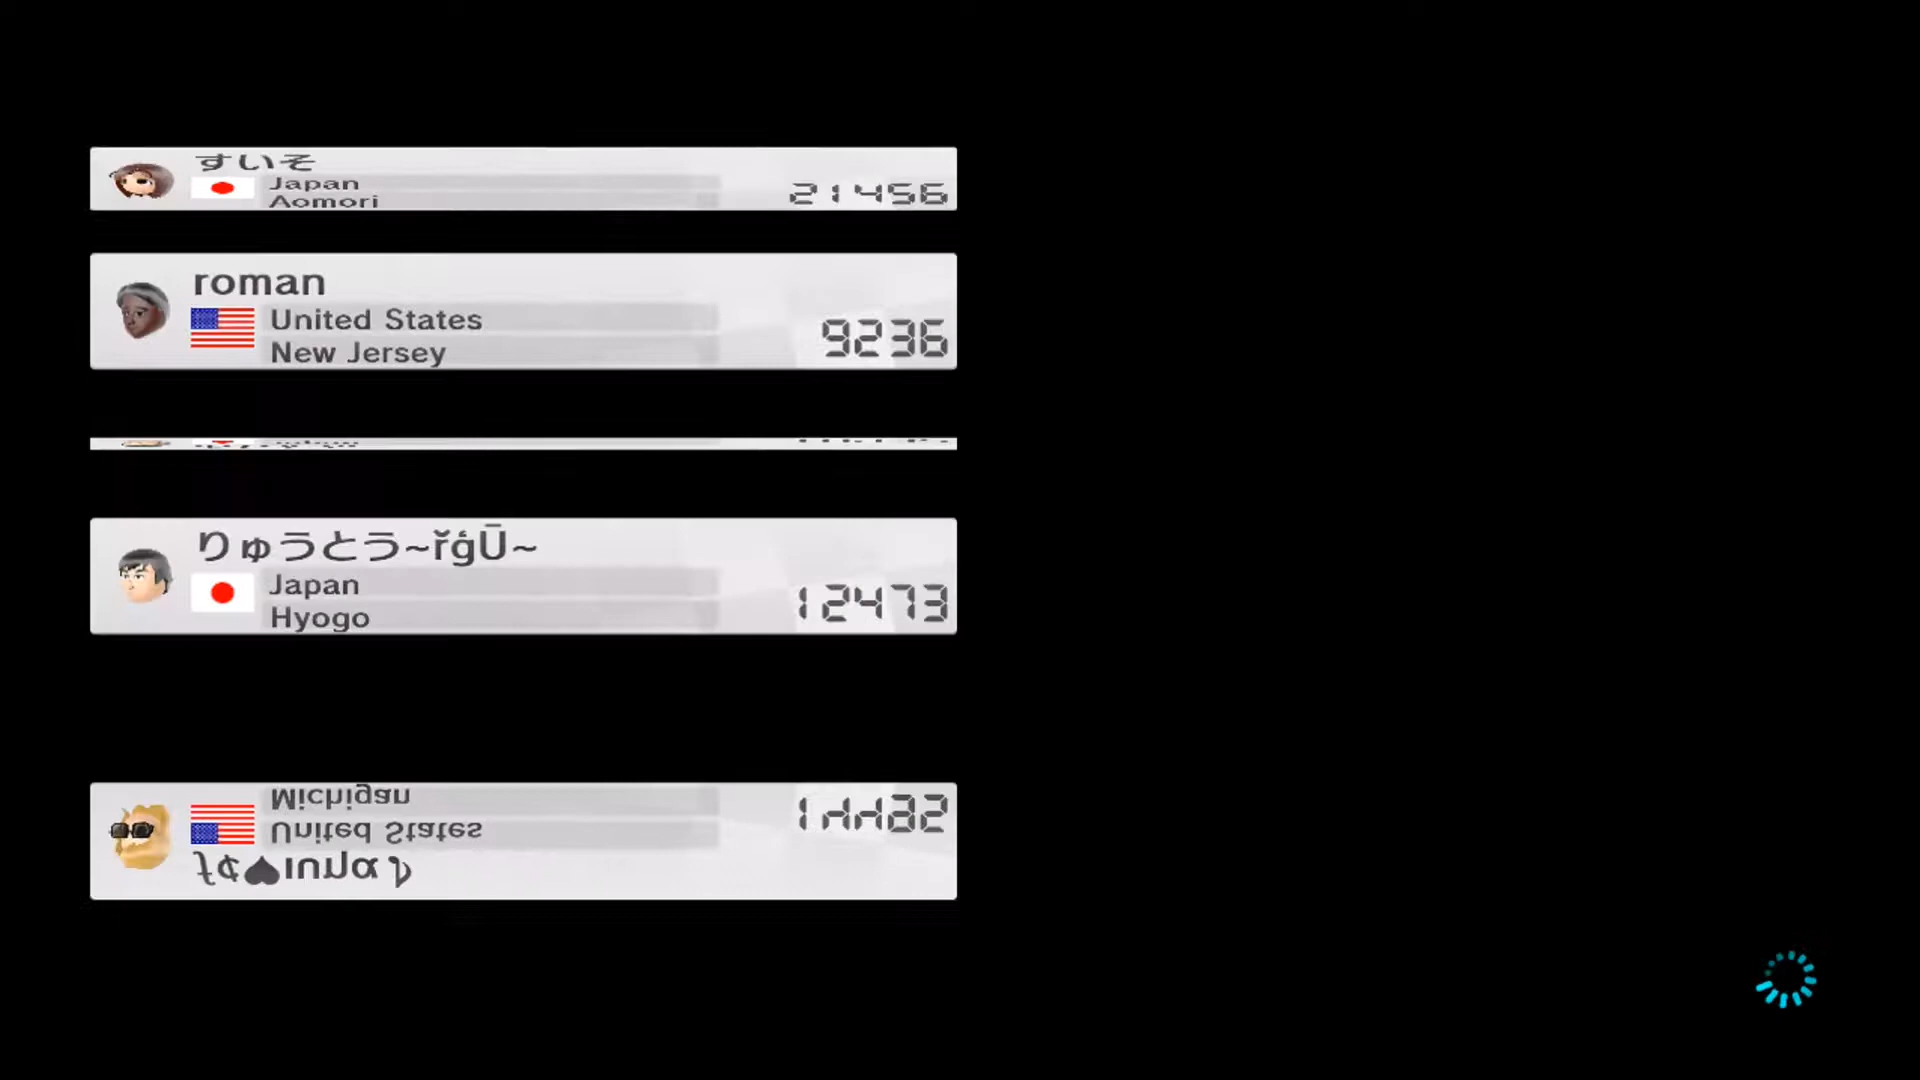 すいそ
Japan
Aomori
21456
roman
United States
New Jersey
9236
りゅうとう~řģŪ~
Japan
Hyogo
12473
United States
Michigan